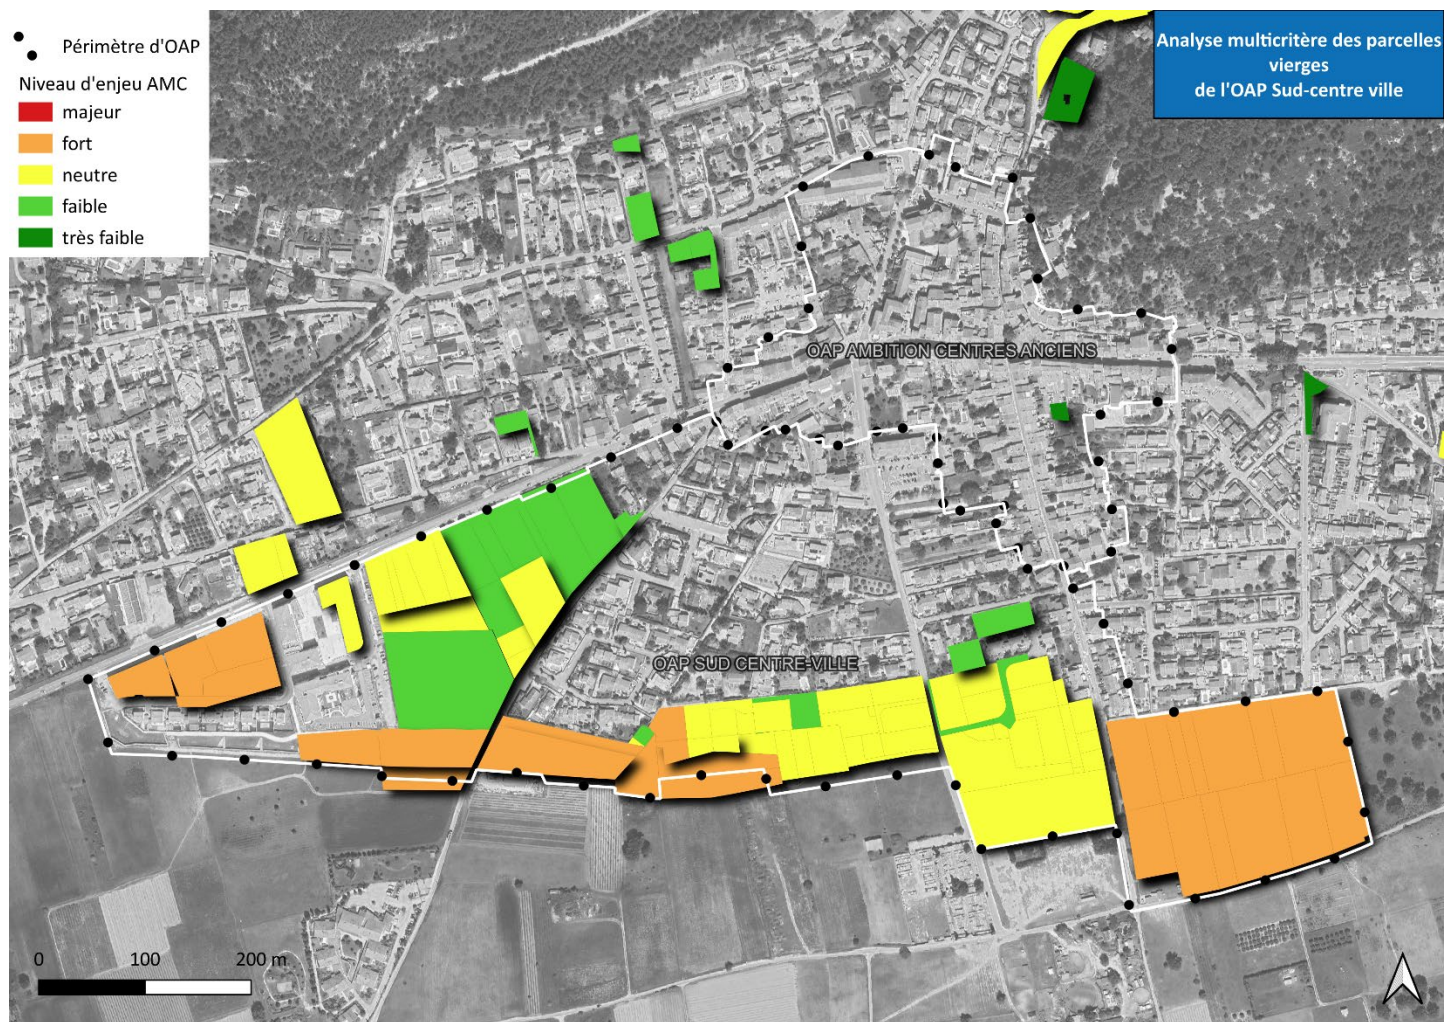 Périmètre d'OAP
Niveau d'enjeu AMC
majeur
fort
neutre
faible
très faible
Analyse multicritère des parcelles
vierges
de l'OAP Sud-centre ville
OAP AMBITION CENTRES ANCIENS
OAP SUD CENTRE-VILLE
0 100 200 m